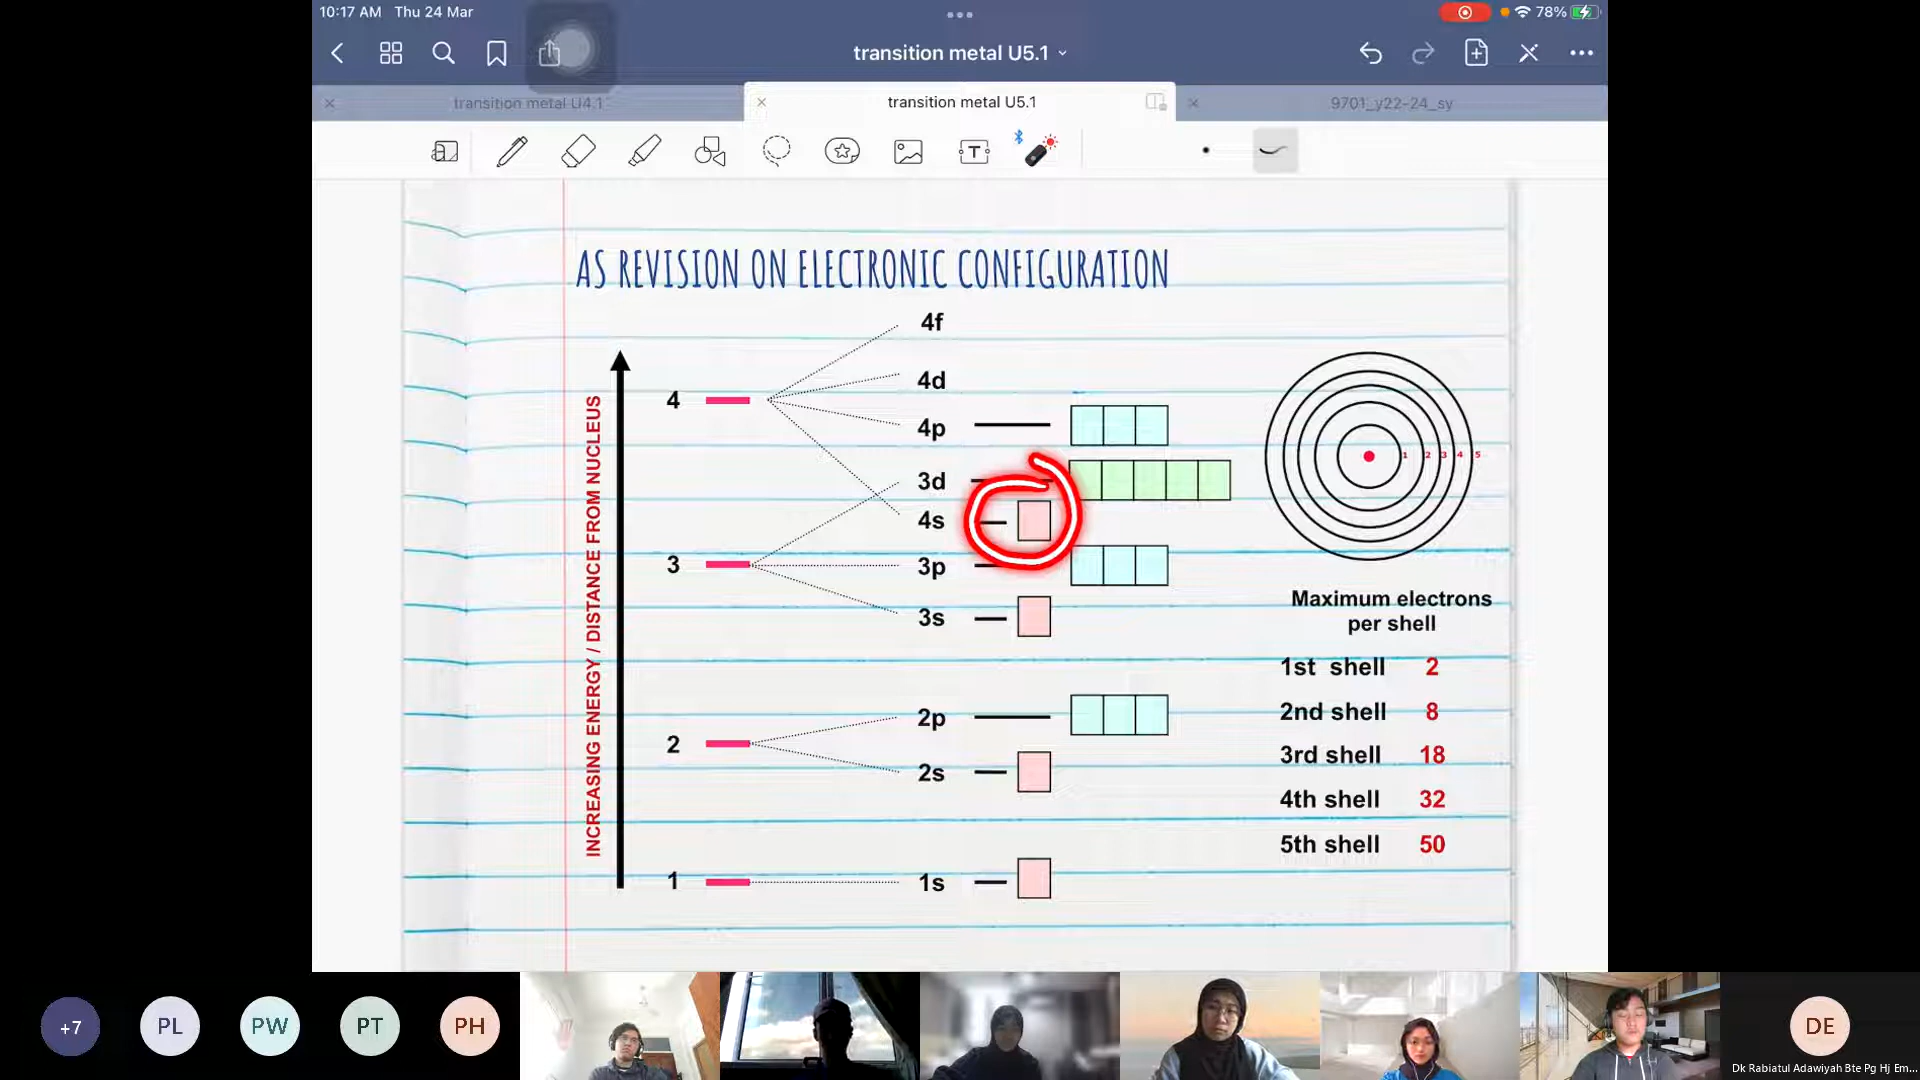 10:17 AM Thu 24 Mar
78%
transition metal U5.1
transition metal U4.1
transition metal U5.1
9701_y22-24_sy
AS REVISION ON ELECTRONIC CONFIGURATION
INCREASING ENERGY / DISTANCE FROM NUCLEUS
4f
4d
4
4p
3d
4s
3
3p
3s
2p
2
2s
1
1s
1 2 3 4 5
Maximum electrons
per shell
1st shell 2
2nd shell 8
3rd shell 18
4th shell 32
5th shell 50
+7
PL
PW
PT
PH
DE
Dk Rabiatul Adawiyah Bte Pg Hj Em...